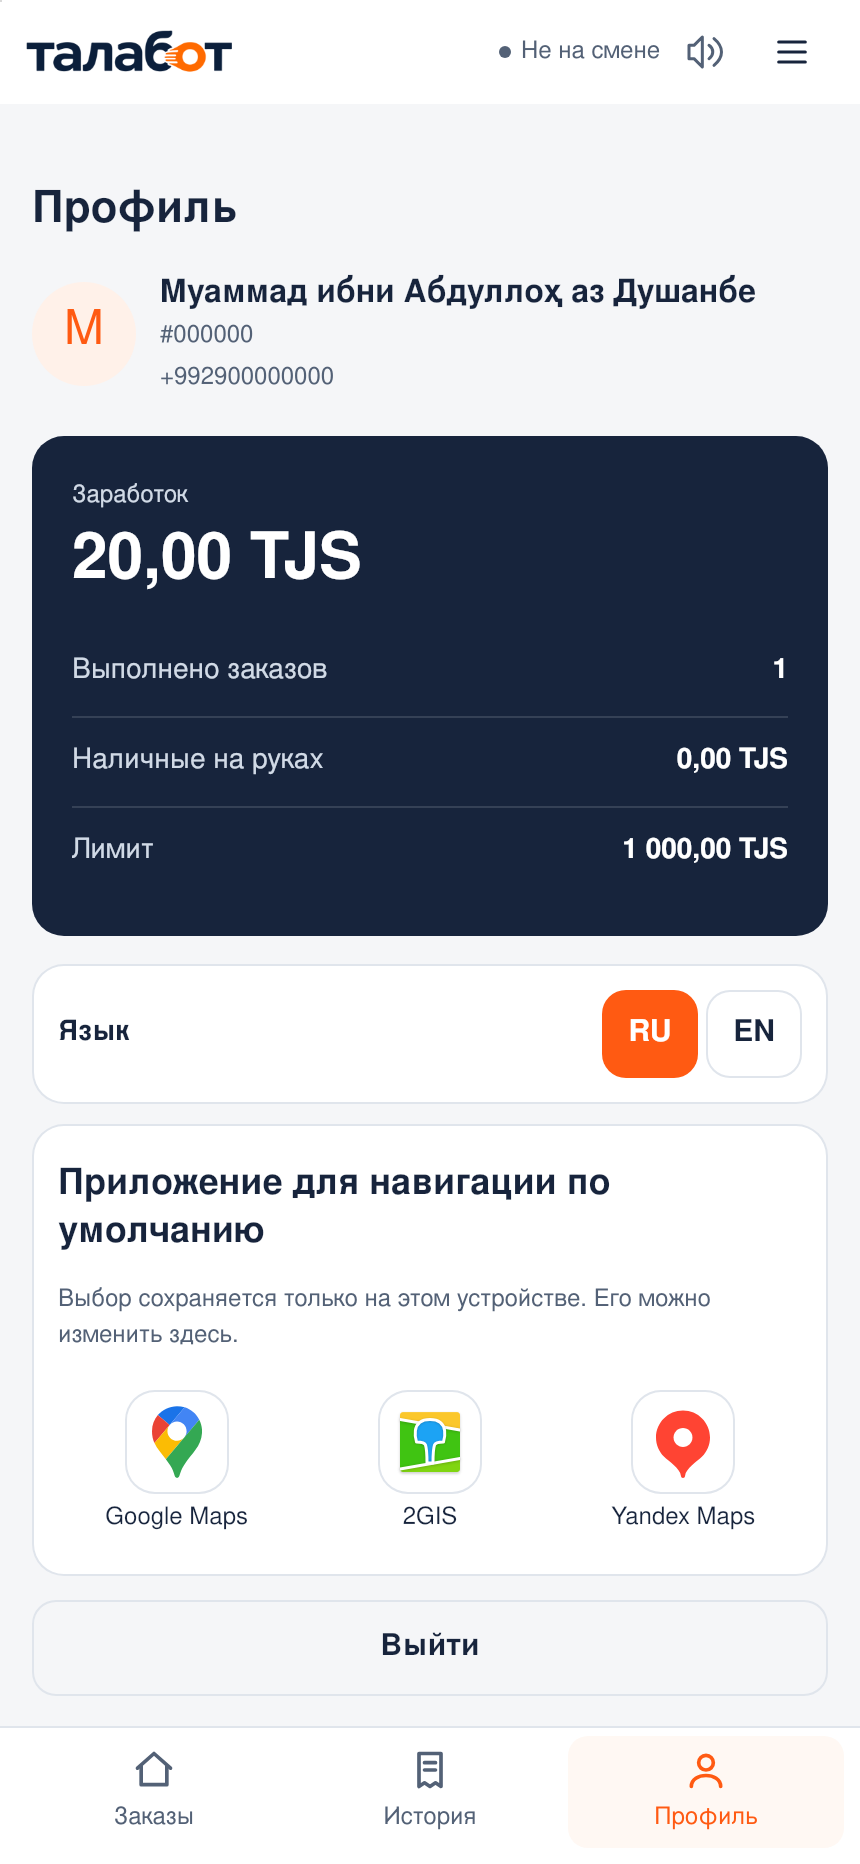 талабот
Не на смене
Профиль
М
Муаммад ибни Абдуллоҳ аз Душанбе
#000000
+992900000000
Заработок
20,00 TJS
Выполнено заказов 1
Наличные на руках 0,00 TJS
Лимит 1 000,00 TJS
Язык RU EN
Приложение для навигации по
умолчанию
Выбор сохраняется только на этом устройстве. Его можно
изменить здесь.
Google Maps 2GIS Yandex Maps
Выйти
Заказы История Профиль